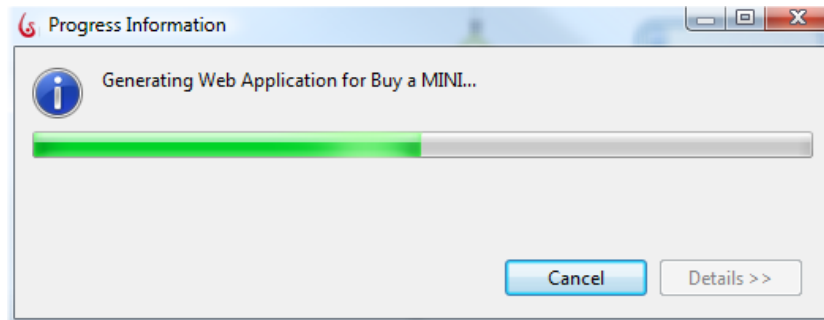 Progress Information
Generating Web Application for Buy a MINI...
Cancel
Details >>